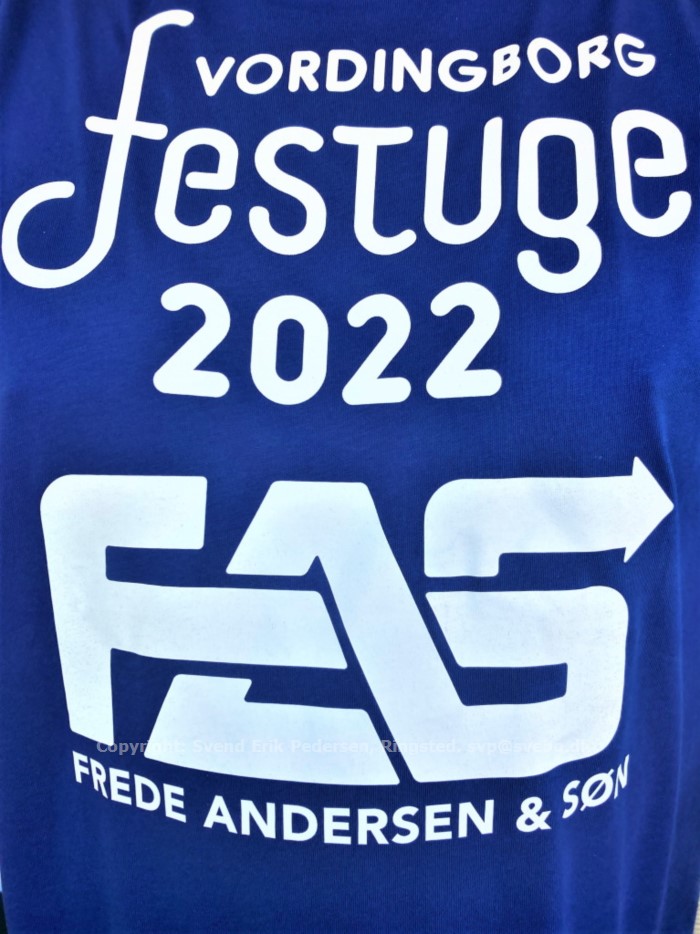 VORDINGBORG
festuge
2022
FAS
Copyright. Svend Erik Pedersen, Ringsted.
FREDE ANDERSEN & SØN